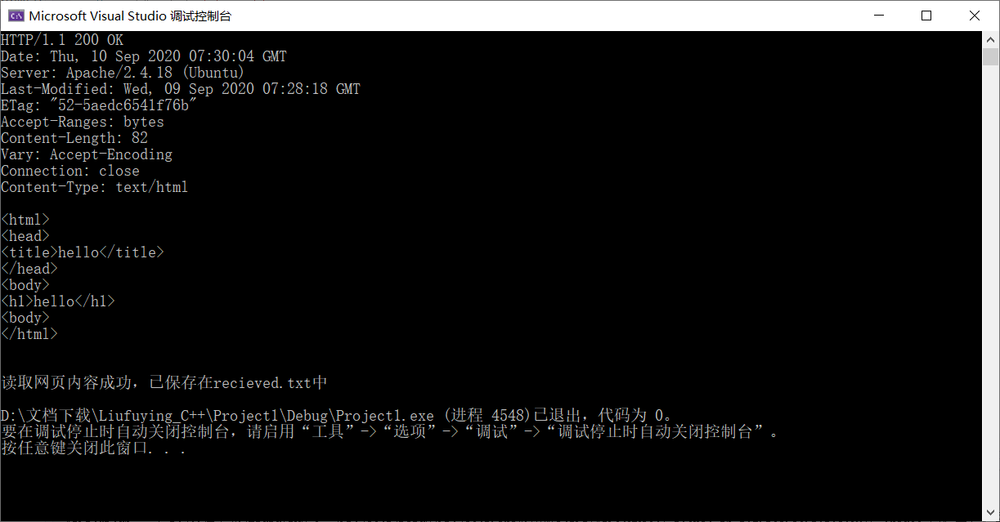 Microsoft Visual Studio 调试控制台
HTTP/1.1 200 OK
Date: Thu, 10 Sep 2020 07:30:04 GMT
Server: Apache/2.4.18 (Ubuntu)
Last-Modified: Wed, 09 Sep 2020 07:28:18 GMT
ETag: "52-5aedc6541f76b"
Accept-Ranges: bytes
Content-Length: 82
Vary: Accept-Encoding
Connection: close
Content-Type: text/html
<html>
<head>
<title>hello</title>
</head>
<body>
<h1>hello</h1>
<body>
</html>
读取网页内容成功，已保存在recieved.txt中
D:\文档下载\Liufuying_C++\Project1\Debug\Project1.exe (进程 4548)已退出，代码为 0。
要在调试停止时自动关闭控制台，请启用“工具”->“选项”->“调试”->“调试停止时自动关闭控制台”。
按任意键关闭此窗口. . .